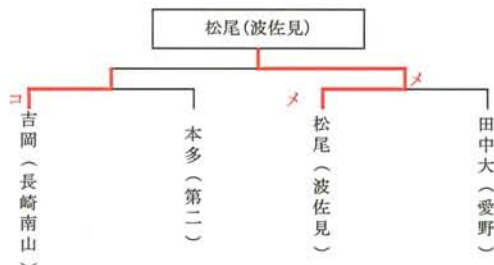 松尾(波佐見)
メ
コ
メ
吉岡(長崎南山)
本多(第二)
松尾(波佐見)
田中大(愛野)